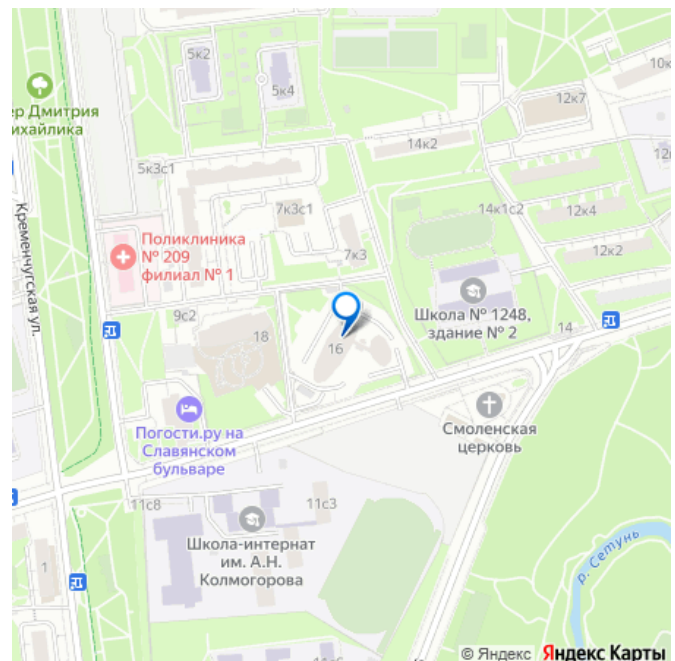 5к2
5к4
10к
12к7
ер Дмитрия
ихайлика
14к2
5к3с1
12
7к3с1
14к1с2
12к4
Кременчугская ул.
Поликлиника
№ 209
филиал № 1
7к3
12к2
9с2
18
16
Школа № 1248,
здание № 2
14
Смоленская
церковь
Погости.ру на
Славянском
бульваре
11с8
11с3
Школа-интернат
им. А.Н.
Колмогорова
р. Сетунь
1
11с6
© Яндекс Яндекс Карты